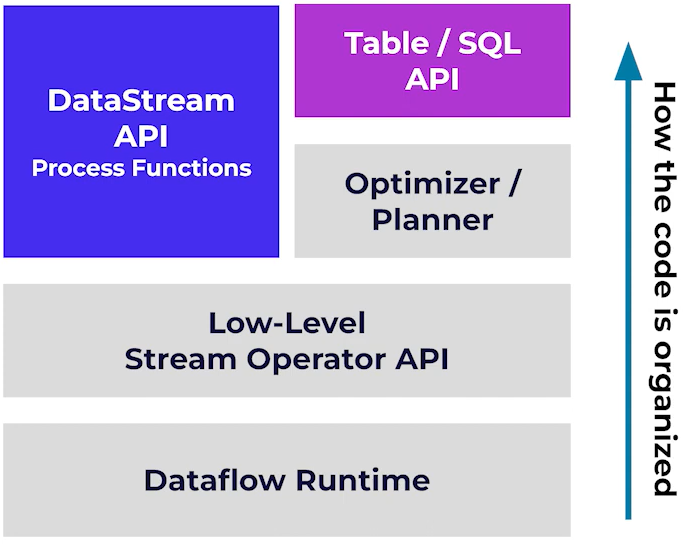 DataStream
API
Process Functions
Table / SQL
API
Optimizer /
Planner
Low-Level
Stream Operator API
Dataflow Runtime
How the code is organized